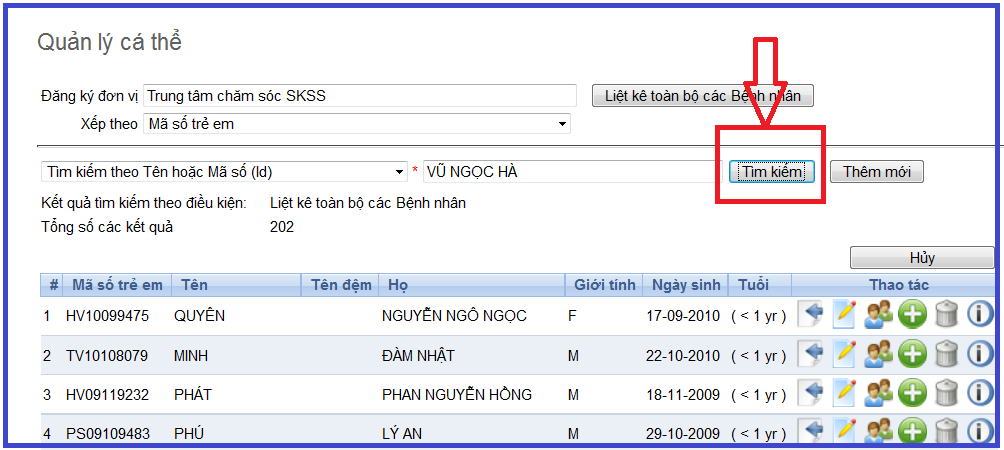 Quản lý cá thể
Đăng ký đơn vị Trung tâm chăm sóc SKSS Liệt kê toàn bộ các Bệnh nhân
Xếp theo Mã số trẻ em
Tìm kiếm theo Tên hoặc Mã số (Id) * VŨ NGỌC HÀ Tìm kiếm Thêm mới
Kết quả tìm kiếm theo điều kiện: Liệt kê toàn bộ các Bệnh nhân
Tổng số các kết quả 202
Hủy
# Mã số trẻ em Tên Tên đệm Họ Giới tính Ngày sinh Tuổi Thao tác
1 HV10099475 QUYÊN NGUYỄN NGÔ NGỌC F 17-09-2010 ( < 1 yr )
2 TV10108079 MINH ĐÀM NHẬT M 22-10-2010 ( < 1 yr )
3 HV09119232 PHÁT PHAN NGUYỄN HỒNG M 18-11-2009 ( < 1 yr )
4 PS09109483 PHÚ LÝ AN M 29-10-2009 ( < 1 yr )